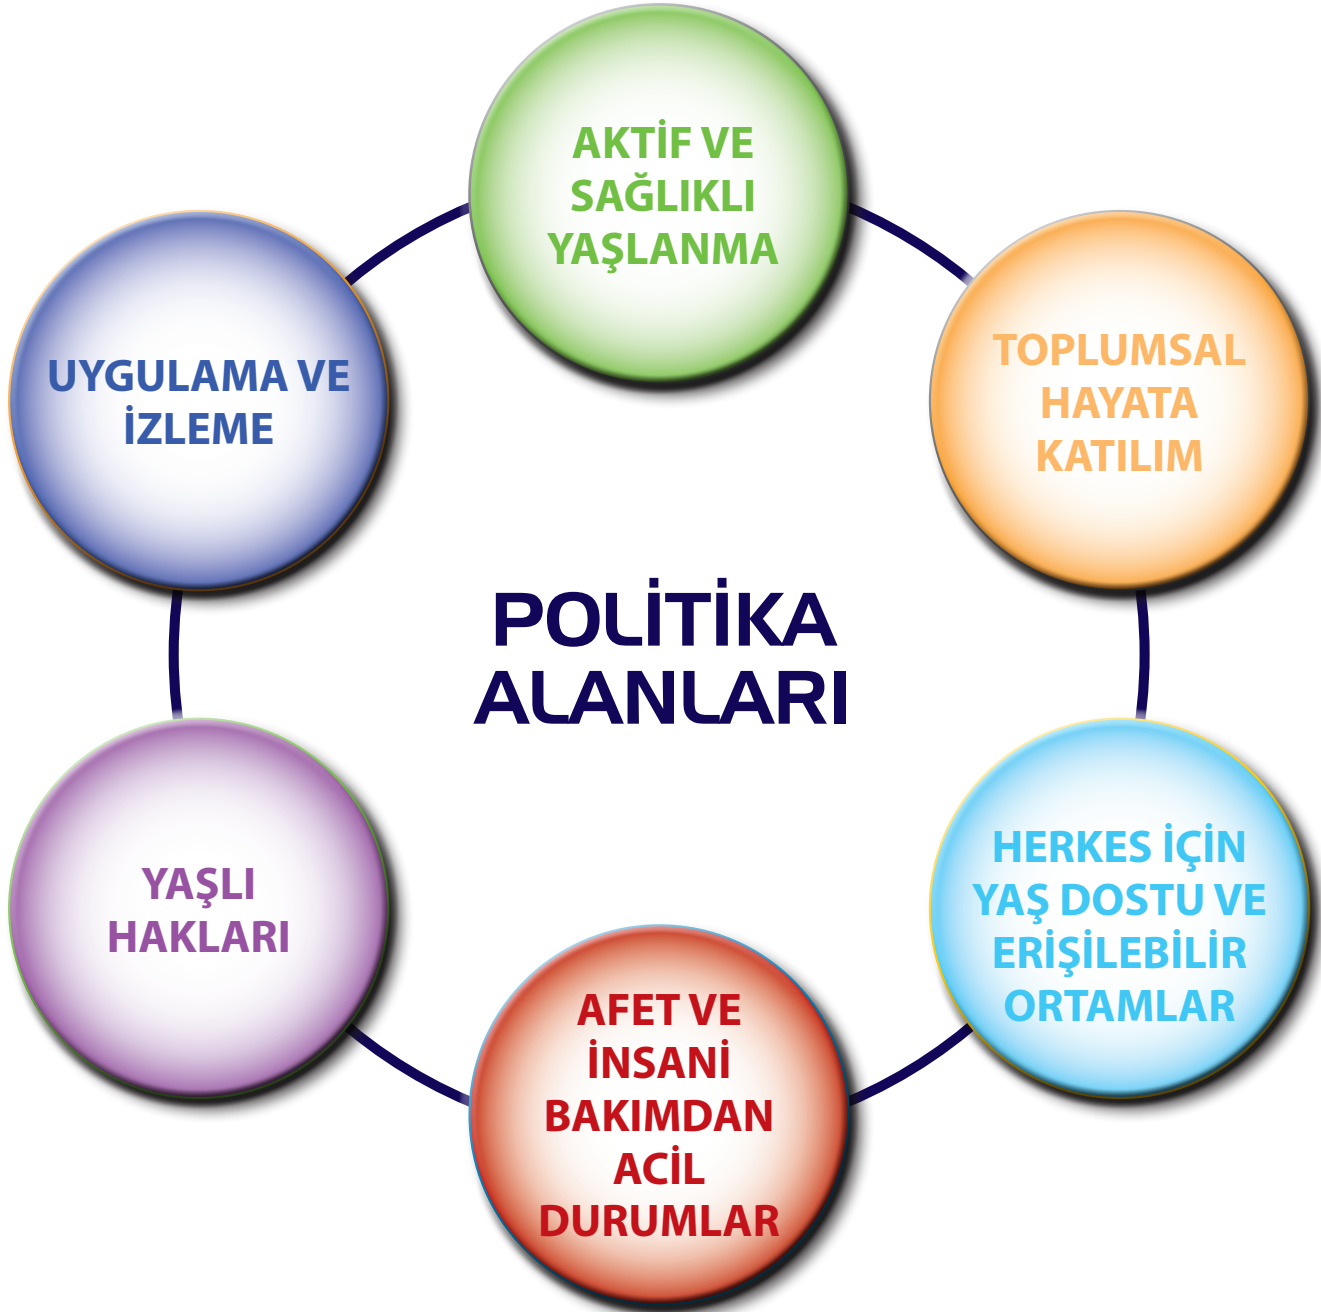 AKTİF VE
SAĞLIKLI
YAŞLANMA
TOPLUMSAL
HAYATA
KATILIM
HERKES İÇİN
YAŞ DOSTU VE
ERİŞİLEBİLİR
ORTAMLAR
AFET VE
İNSANİ
BAKIMDAN
ACİL
DURUMLAR
YAŞLI
HAKLARI
UYGULAMA VE
İZLEME
POLİTİKA
ALANLARI